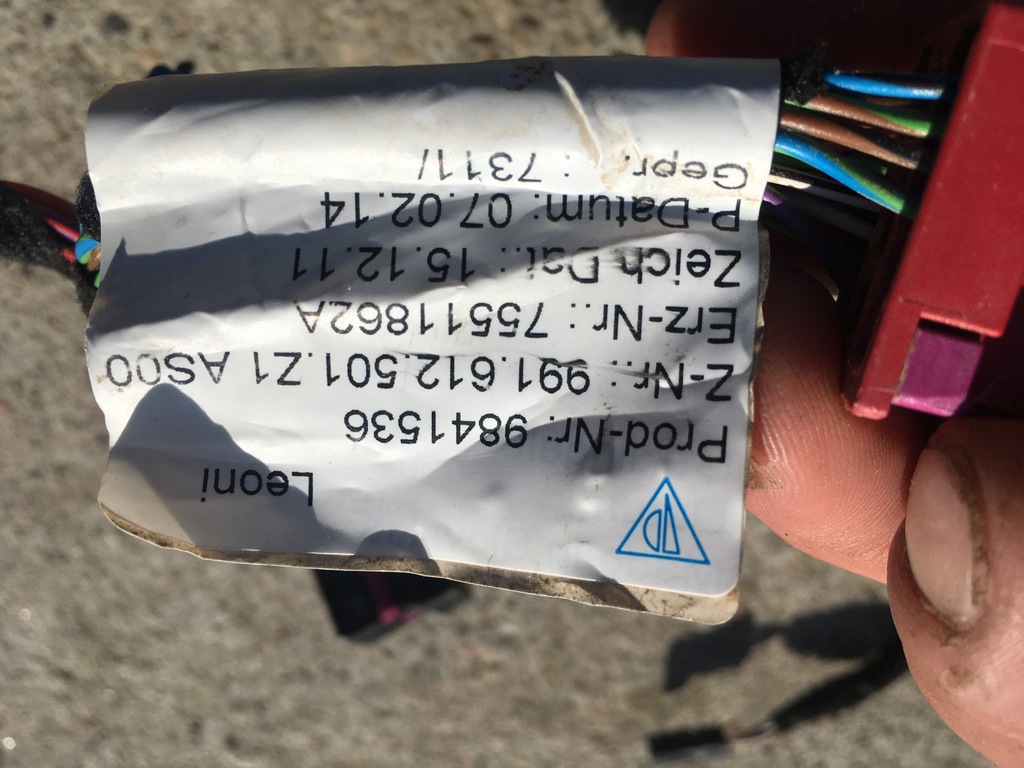 Leoni
Prod-Nr: 9841536
Z-Nr.: 991.612.501.Z1 AS00
Erz-Nr.: 75511862A
Zeich.Dat.: 15.12.11
P-Datum: 07.02.14
Gepr. : 7311/